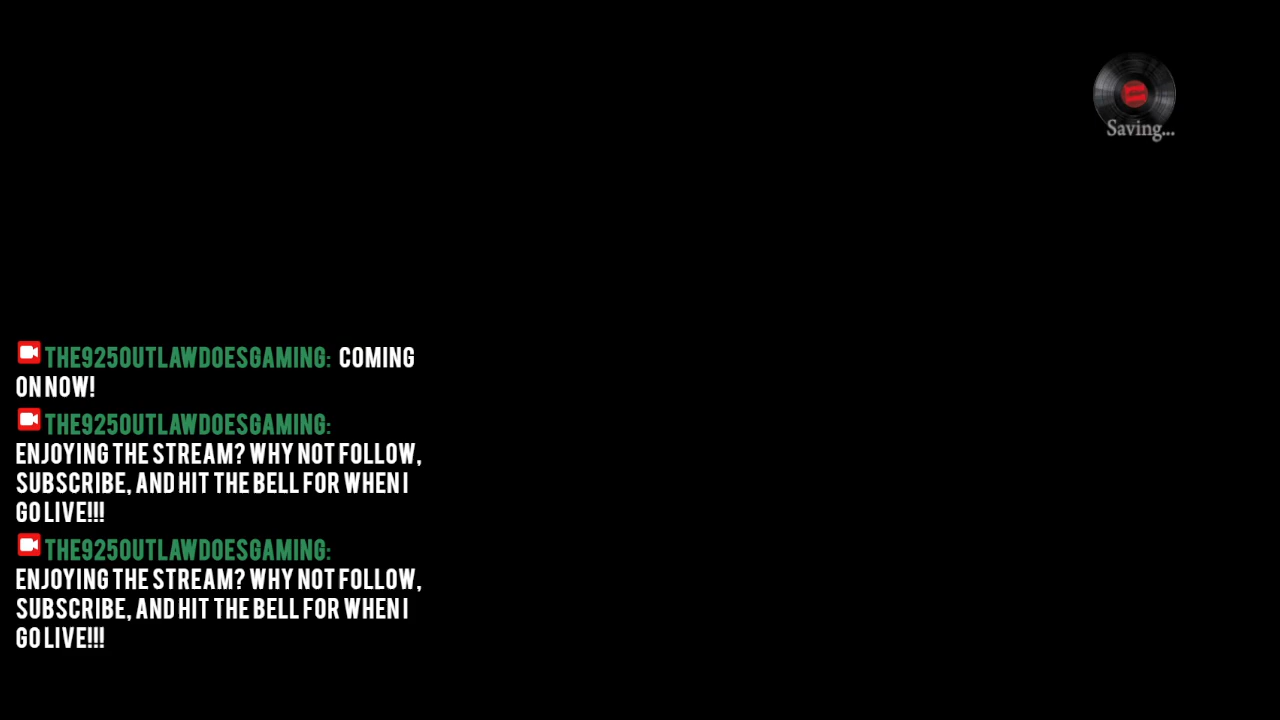 Saving...
THE925OUTLAWDOESGAMING: COMING
ON NOW!
THE925OUTLAWDOESGAMING:
ENJOYING THE STREAM? WHY NOT FOLLOW,
SUBSCRIBE, AND HIT THE BELL FOR WHEN I
GO LIVE!!!
THE925OUTLAWDOESGAMING:
ENJOYING THE STREAM? WHY NOT FOLLOW,
SUBSCRIBE, AND HIT THE BELL FOR WHEN I
GO LIVE!!!